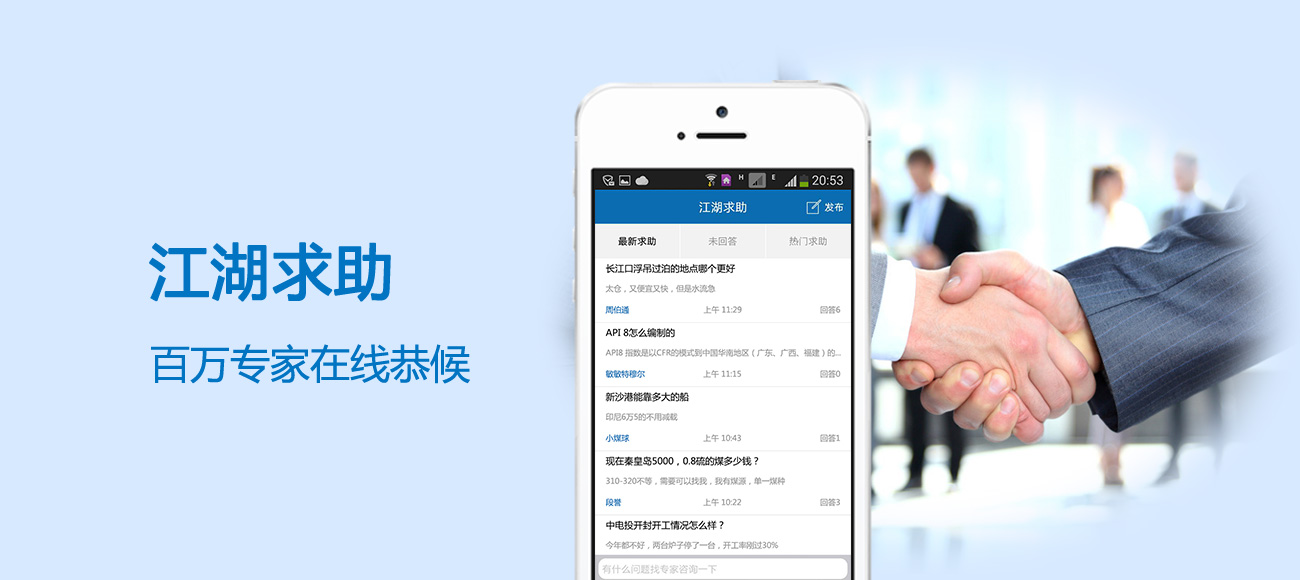 江湖求助
百万专家在线恭候
H
E
20:53
江湖求助
发布
最新求助
未回答
热门求助
长江口浮吊过泊的地点哪个更好
太仓，又便宜又快，但是水流急
周伯通
上午 11:29
回答6
API 8怎么编制的
API8 指数是以CFR的模式到中国华南地区（广东、广西、福建）的...
敏敏特穆尔
上午 11:15
回答0
新沙港能靠多大的船
印尼6万5的不用减载
小煤球
上午 10:43
回答1
现在秦皇岛5000，0.8硫的煤多少钱？
310-320不等，需要可以找我，我有煤源，单一煤种
段誉
上午 10:22
回答3
中电投开封开工情况怎么样？
今年都不好，两台炉子停了一台，开工率刚过30%
有什么问题找专家咨询一下